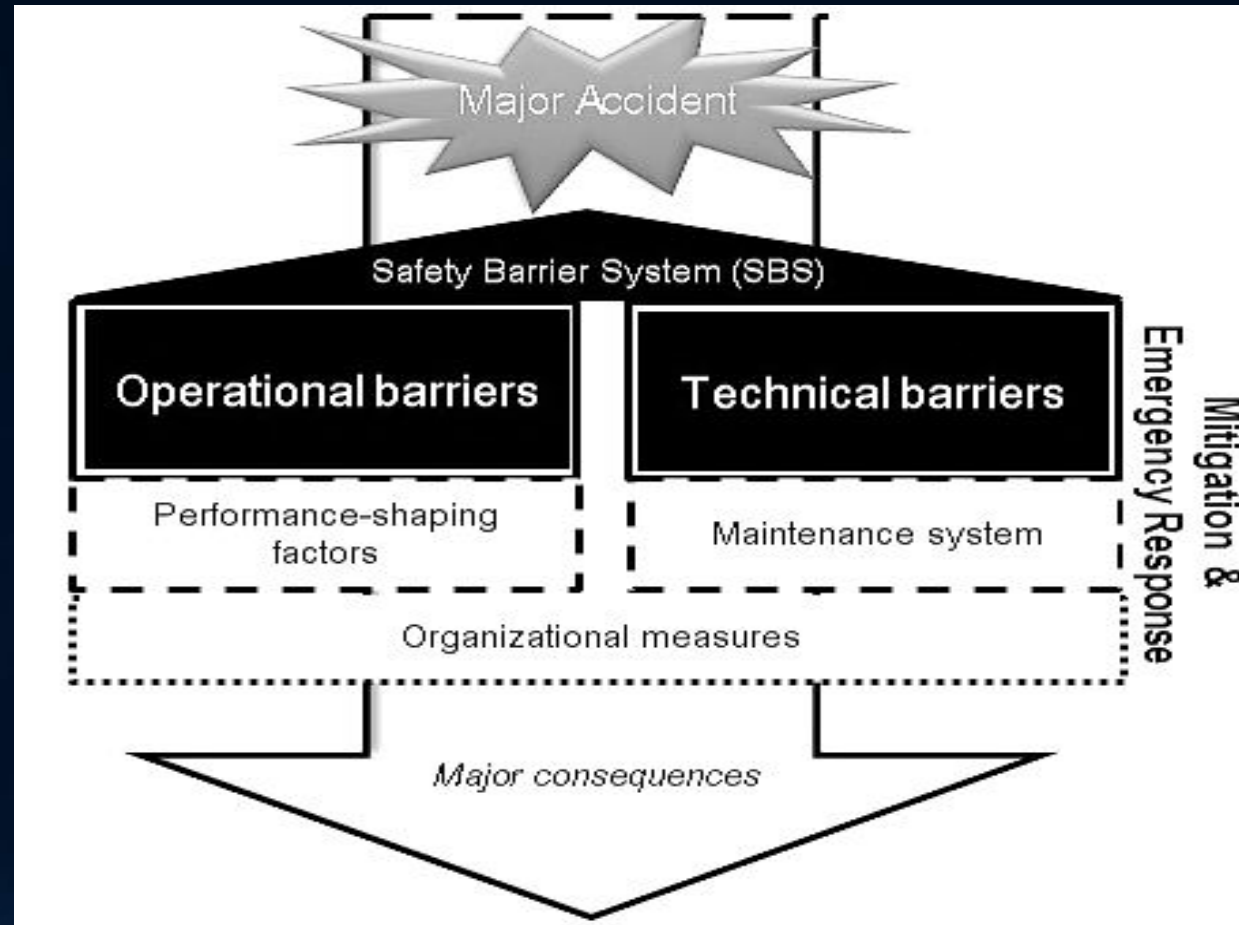 Major Accident
Safety Barrier System (SBS)
Operational barriers
Technical barriers
Performance-shaping
factors
Maintenance system
Organizational measures
Mitigation &
Emergency Response
Major consequences